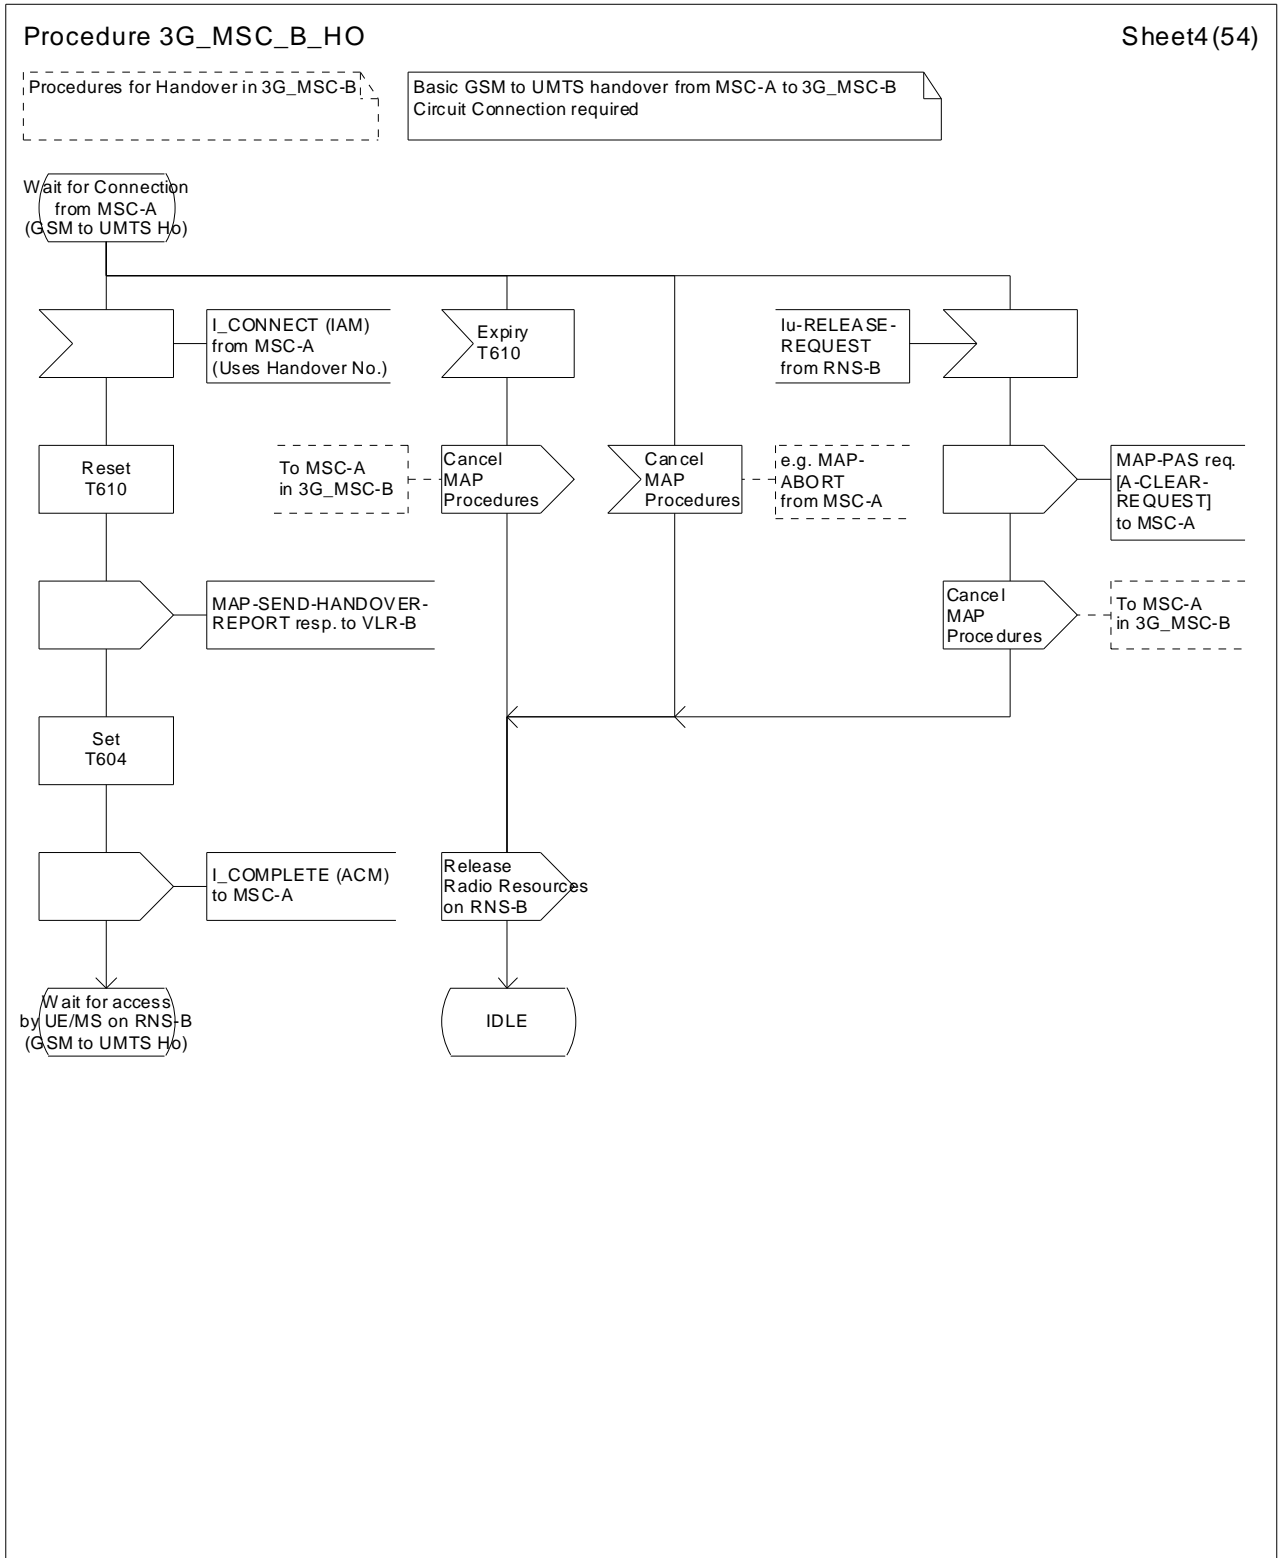 Procedure 3G_MSC_B_HO
Sheet4(54)
Procedures for Handover in 3G_MSC-B
Basic GSM to UMTS handover from MSC-A to 3G_MSC-B
Circuit Connection required
Wait for Connection
from MSC-A
(GSM to UMTS Ho)
I_CONNECT (IAM)
from MSC-A
(Uses Handover No.)
Expiry
T610
Iu-RELEASE-
REQUEST
from RNS-B
Reset
T610
To MSC-A
in 3G_MSC-B
Cancel
MAP
Procedures
Cancel
MAP
Procedures
e.g. MAP-
ABORT
from MSC-A
MAP-PAS req.
[A-CLEAR-
REQUEST]
to MSC-A
MAP-SEND-HANDOVER-
REPORT resp. to VLR-B
Cancel
MAP
Procedures
To MSC-A
in 3G_MSC-B
Set
T604
I_COMPLETE (ACM)
to MSC-A
Release
Radio Resources
on RNS-B
Wait for access
by UE/MS on RNS-B
(GSM to UMTS Ho)
IDLE